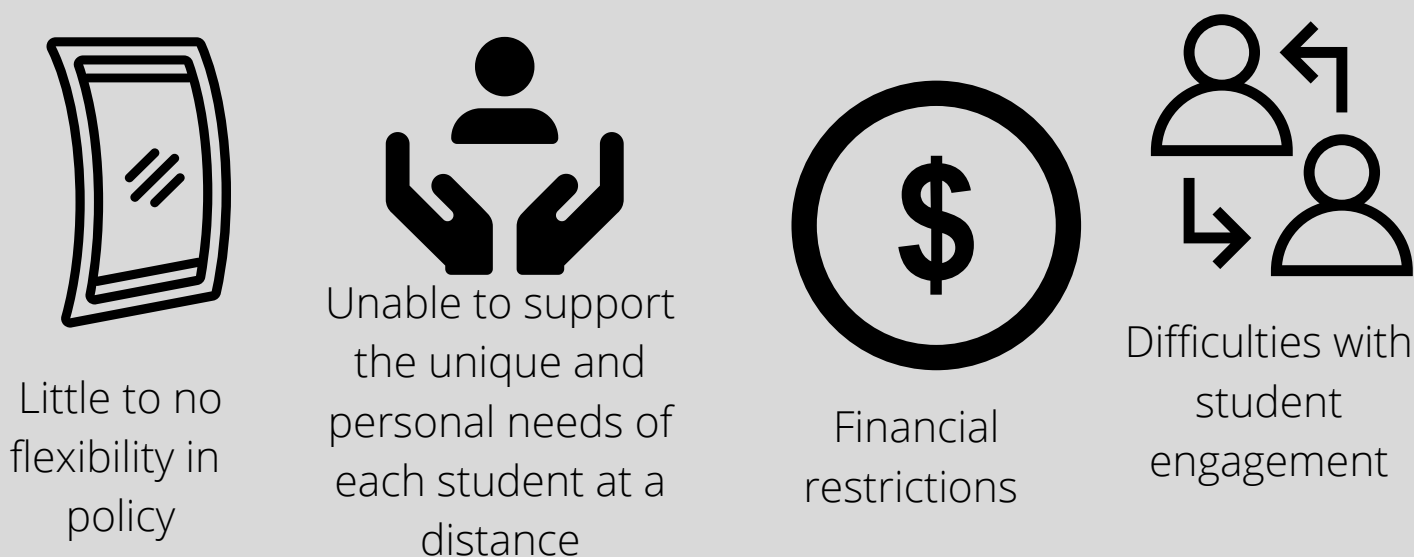 Little to no
flexibility in
policy
Unable to support
the unique and
personal needs of
each student at a
distance
$
Financial
restrictions
Difficulties with
student
engagement